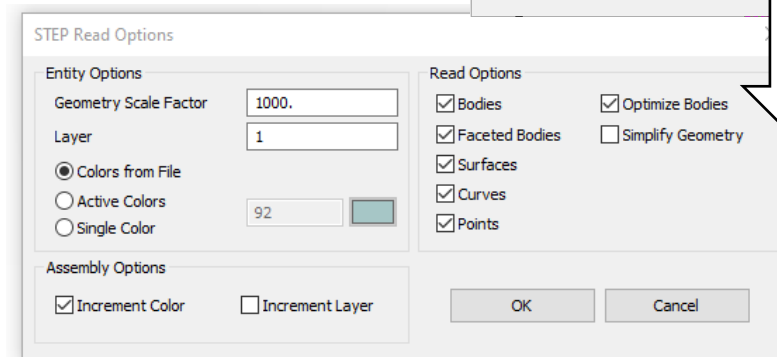 STEP Read Options
Entity Options
Geometry Scale Factor 1000.
Layer 1
Colors from File
Active Colors
Single Color
92
Assembly Options
Increment Color Increment Layer
Read Options
Bodies Optimize Bodies
Faceted Bodies Simplify Geometry
Surfaces
Curves
Points
OK Cancel